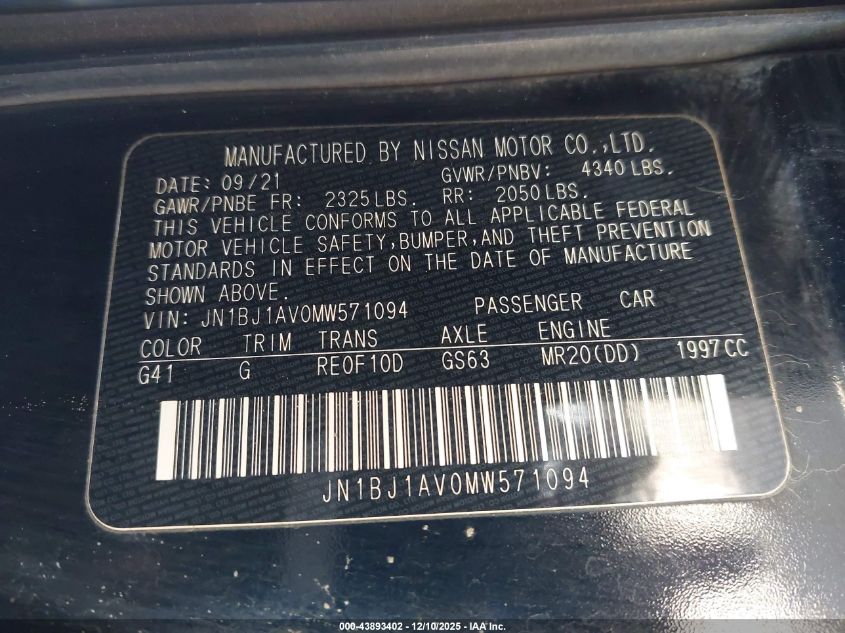 MANUFACTURED BY NISSAN MOTOR CO.,LTD.
DATE: 09/21 GVWR/PNBV: 4340 LBS.
GAWR/PNBE FR: 2325 LBS. RR: 2050 LBS.
THIS VEHICLE CONFORMS TO ALL APPLICABLE FEDERAL
MOTOR VEHICLE SAFETY,BUMPER,AND THEFT PREVENTION
STANDARDS IN EFFECT ON THE DATE OF MANUFACTURE
SHOWN ABOVE.
VIN: JN1BJ1AV0MW571094 PASSENGER CAR
COLOR TRIM TRANS AXLE ENGINE
G41 G RE0F10D GS63 MR20(DD) 1997CC
JN1BJ1AV0MW571094
000-43893402 - 12/10/2025 - IAA Inc.